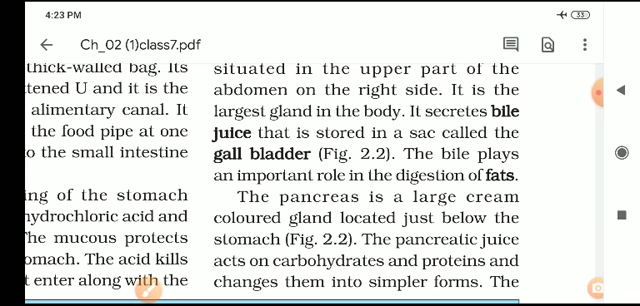 4:23 PM
33
Ch_02 (1)class7.pdf
thick-walled bag. Its
tened U and it is the
alimentary canal. It
the food pipe at one
o the small intestine
ing of the stomach
hydrochloric acid and
The mucous protects
omach. The acid kills
t enter along with the
situated in the upper part of the
abdomen on the right side. It is the
largest gland in the body. It secretes bile
juice that is stored in a sac called the
gall bladder (Fig. 2.2). The bile plays
an important role in the digestion of fats.
The pancreas is a large cream
coloured gland located just below the
stomach (Fig. 2.2). The pancreatic juice
acts on carbohydrates and proteins and
changes them into simpler forms. The